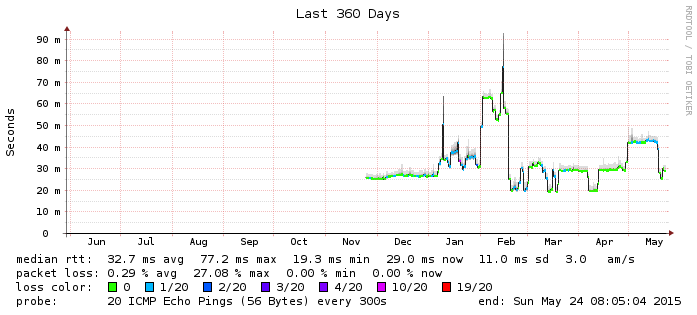 Last 360 Days
RRDTOOL / TOBI OETIKER
Seconds
90 m
80 m
70 m
60 m
50 m
40 m
30 m
20 m
10 m
0
Jun Jul Aug Sep Oct Nov Dec Jan Feb Mar Apr May
median rtt: 32.7 ms avg 77.2 ms max 19.3 ms min 29.0 ms now 11.0 ms sd 3.0 am/s
packet loss: 0.29 % avg 27.08 % max 0.00 % min 0.00 % now
loss color: 0 1/20 2/20 3/20 4/20 10/20 19/20
probe: 20 ICMP Echo Pings (56 Bytes) every 300s end: Sun May 24 08:05:04 2015